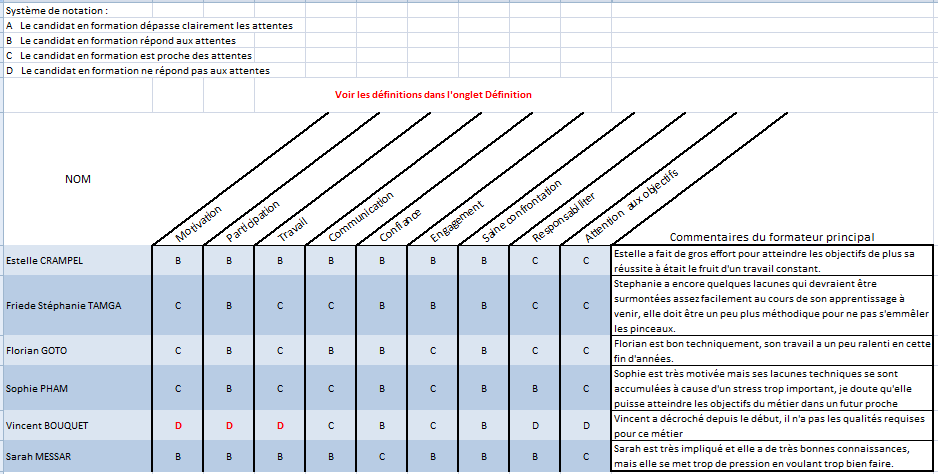 Système de notation :
A Le candidat en formation dépasse clairement les attentes
B Le candidat en formation répond aux attentes
C Le candidat en formation est proche des attentes
D Le candidat en formation ne répond pas aux attentes
Voir les définitions dans l'onglet Définition
NOM
Motivation
Participation
Travail
Communication
Confiance
Engagement
Saine confrontation
Responsabiliter
Attention aux objectifs
Commentaires du formateur principal
Estelle CRAMPEL B B B B B B B C C
Estelle a fait de gros effort pour atteindre les objectifs de plus sa
réussite à était le fruit d'un travail constant.
Friede Stéphanie TAMGA C B C C B B B C C
Stephanie a encore quelques lacunes qui devraient être
surmontées assez facilement au cours de son apprentissage à
venir, elle doit être un peu plus méthodique pour ne pas s'emmêler
les pinceaux.
Florian GOTO C B C B B C B C C
Florian est bon techniquement, son travail a un peu ralenti en cette
fin d'années.
Sophie PHAM C B C C B C B B C
Sophie est très motivée mais ses lacunes techniques se sont
accumulées à cause d'un stress trop important, je doute qu'elle
puisse atteindre les objectifs du métier dans un futur proche
Vincent BOUQUET D D D C B C B D D
Vincent a décroché depuis le début, il n'a pas les qualités requises
pour ce métier
Sarah MESSAR B B B B C B B B C
Sarah est très impliqué et elle a de très bonnes connaissances,
mais elle se met trop de pression en voulant trop bien faire.